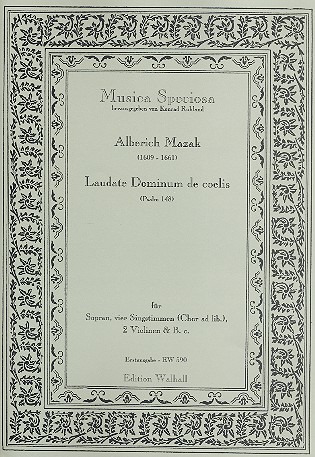 Musica Speciosa
herausgegeben von Konrad Ruhland
Alberich Mazak
(1609 - 1661)
Laudate Dominum de coelis
(Psalm 148)
für
Sopran, vier Singstimmen (Chor ad lib.),
2 Violinen & B. c.
Erstausgabe - EW 590
Edition Walhall